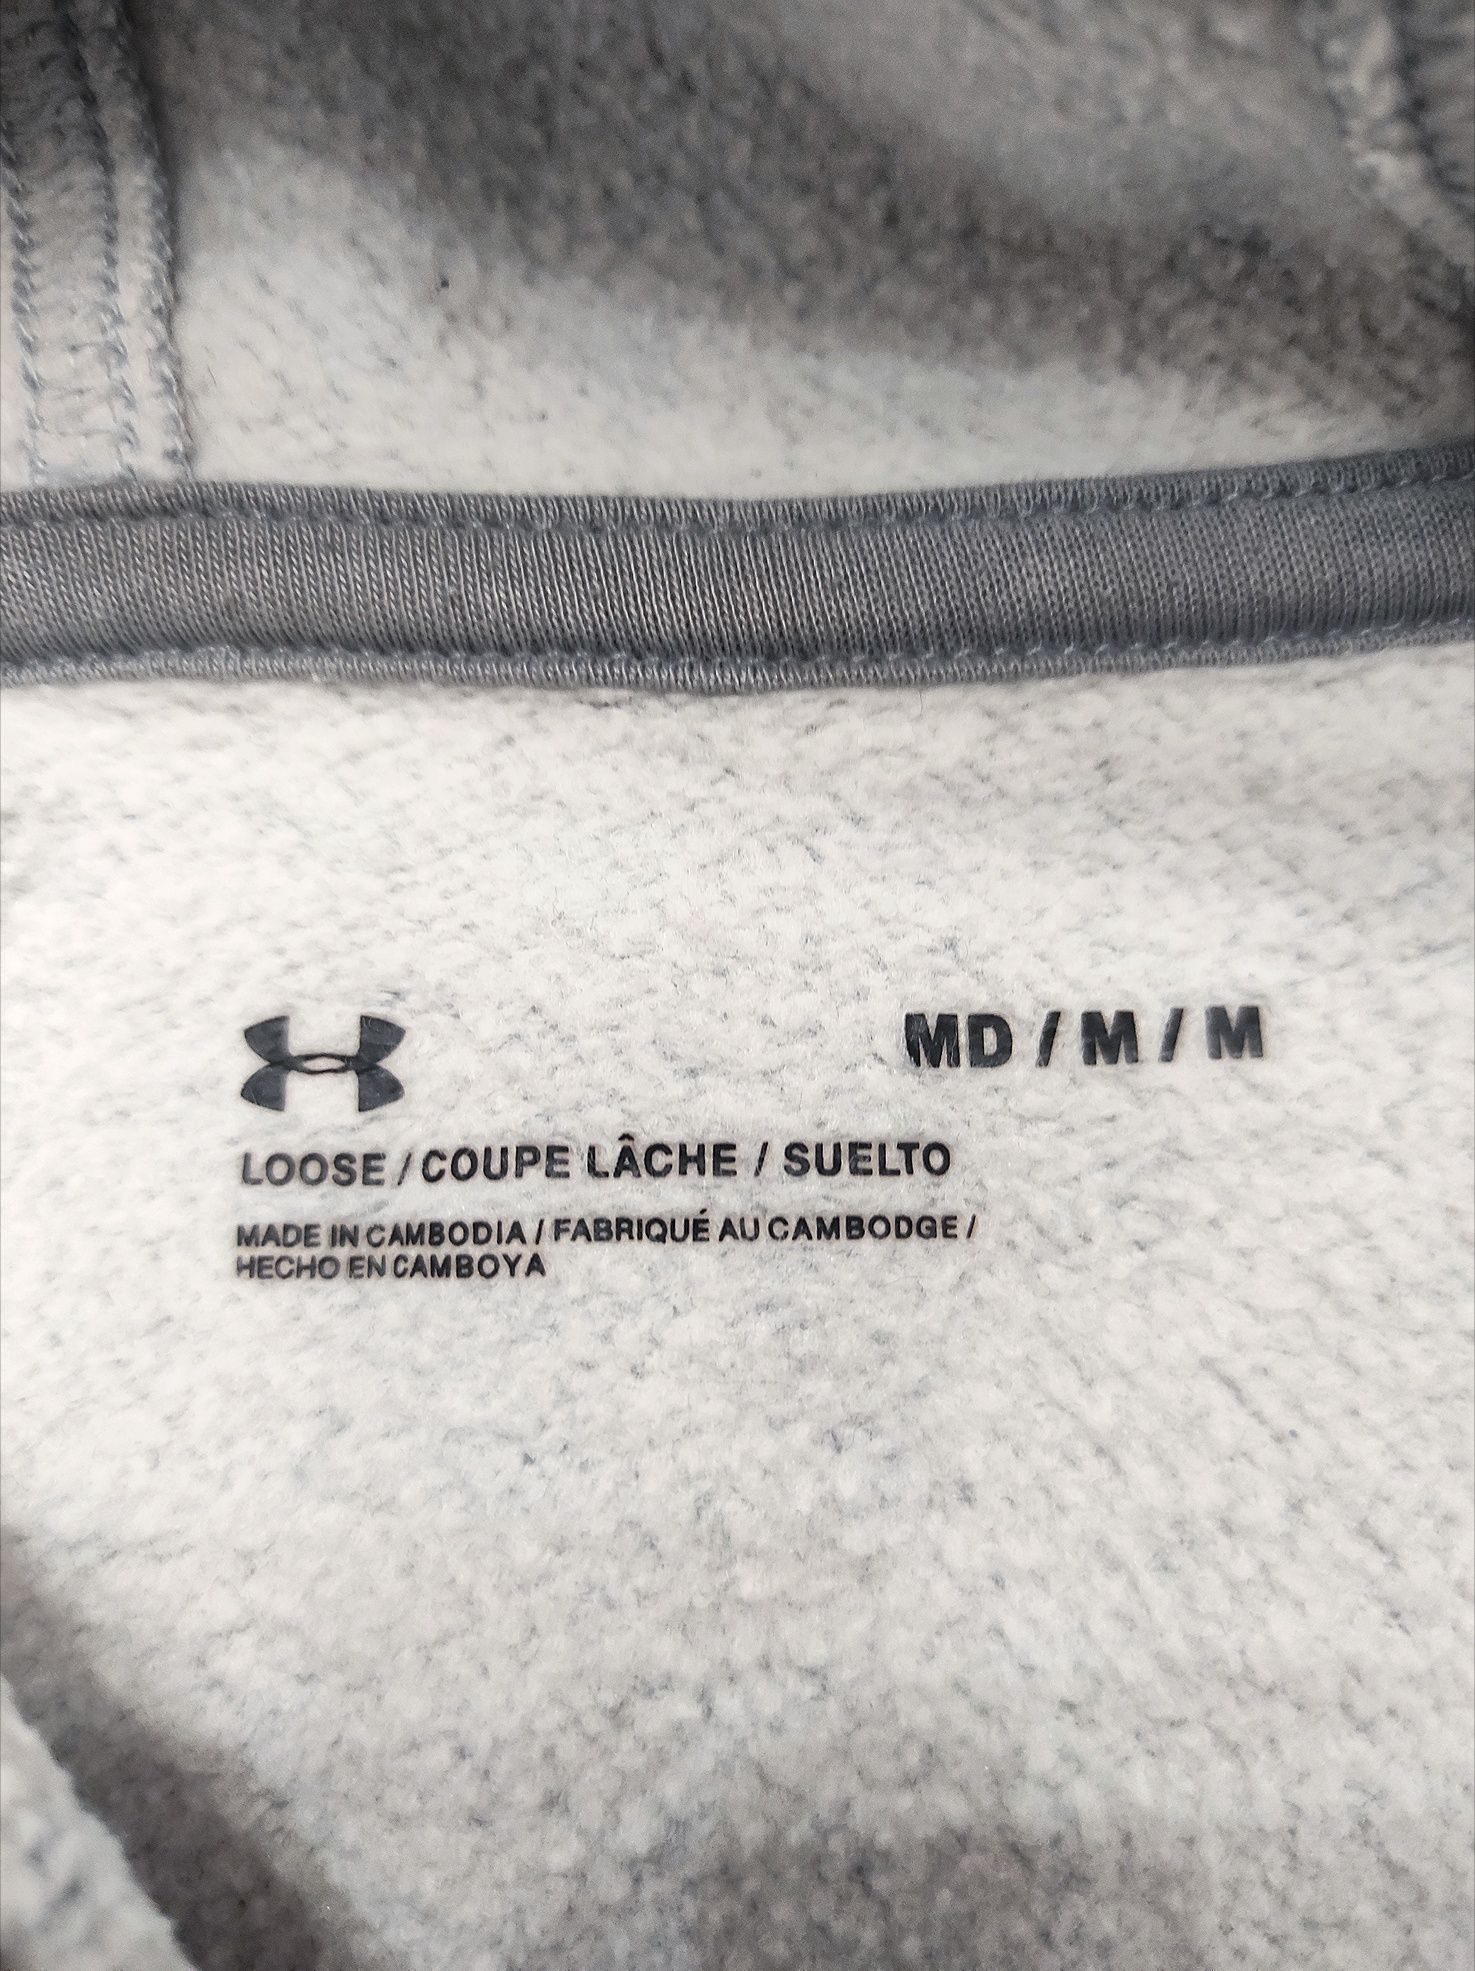 MD / M / M
LOOSE / COUPE LÂCHE / SUELTO
MADE IN CAMBODIA / FABRIQUÉ AU CAMBODGE /
HECHO EN CAMBOYA